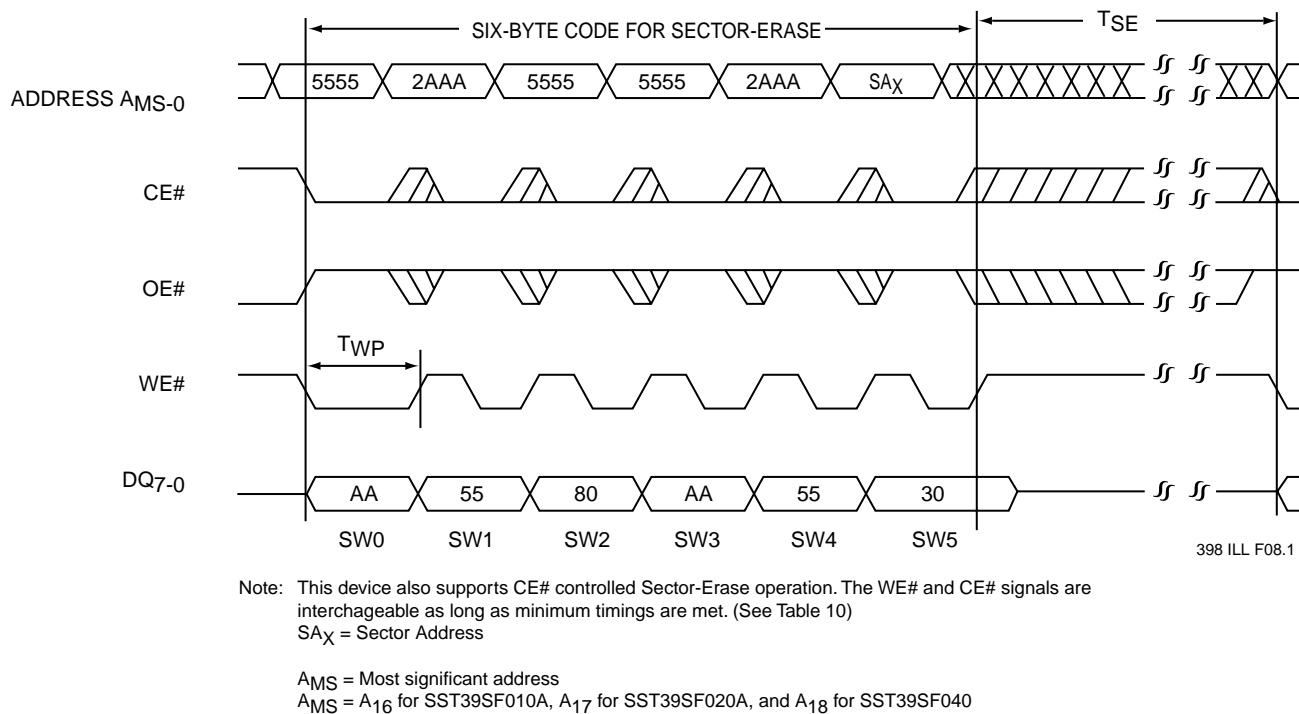 SIX-BYTE CODE FOR SECTOR-ERASE TSE
ADDRESS AMS-0 5555 2AAA 5555 5555 2AAA SAX
CE#
OE#
TWP
WE#
DQ7-0 AA 55 80 AA 55 30
SW0 SW1 SW2 SW3 SW4 SW5
398 ILL F08.1
Note: This device also supports CE# controlled Sector-Erase operation. The WE# and CE# signals are
interchageable as long as minimum timings are met. (See Table 10)
SAX = Sector Address
AMS = Most significant address
AMS = A16 for SST39SF010A, A17 for SST39SF020A, and A18 for SST39SF040